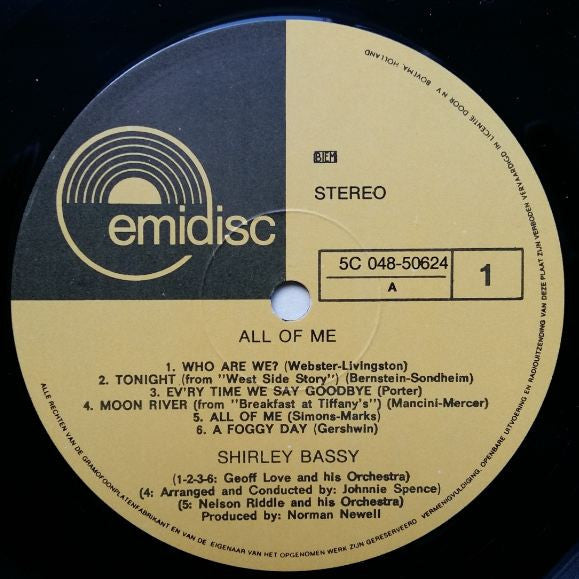 emidisc
BIEM
STEREO
5C 048-50624
A
1
ALL OF ME
1. WHO ARE WE? (Webster-Livingston)
2. TONIGHT (from "West Side Story") (Bernstein-Sondheim)
3. EV'RY TIME WE SAY GOODBYE (Porter)
4. MOON RIVER (from "Breakfast at Tiffany's") (Mancini-Mercer)
5. ALL OF ME (Simons-Marks)
6. A FOGGY DAY (Gershwin)
SHIRLEY BASSY
(1-2-3-6: Geoff Love and his Orchestra)
(4: Arranged and Conducted by: Johnnie Spence)
(5: Nelson Riddle and his Orchestra)
Produced by: Norman Newell
ALLE RECHTEN VAN DE GRAMOFOONPLATENFABRIKANT EN VAN DE EIGENAAR VAN HET OPGENOMEN WERK ZIJN GERESERVEERD. VERMENIGVULDIGING, OPENBARE UITVOERING EN RADIOUITZENDING VAN DEZE PLAAT ZIJN VERBODEN VERVAARDIGD IN LICENTIE DOOR N.V. BOVEMA, HOLLAND